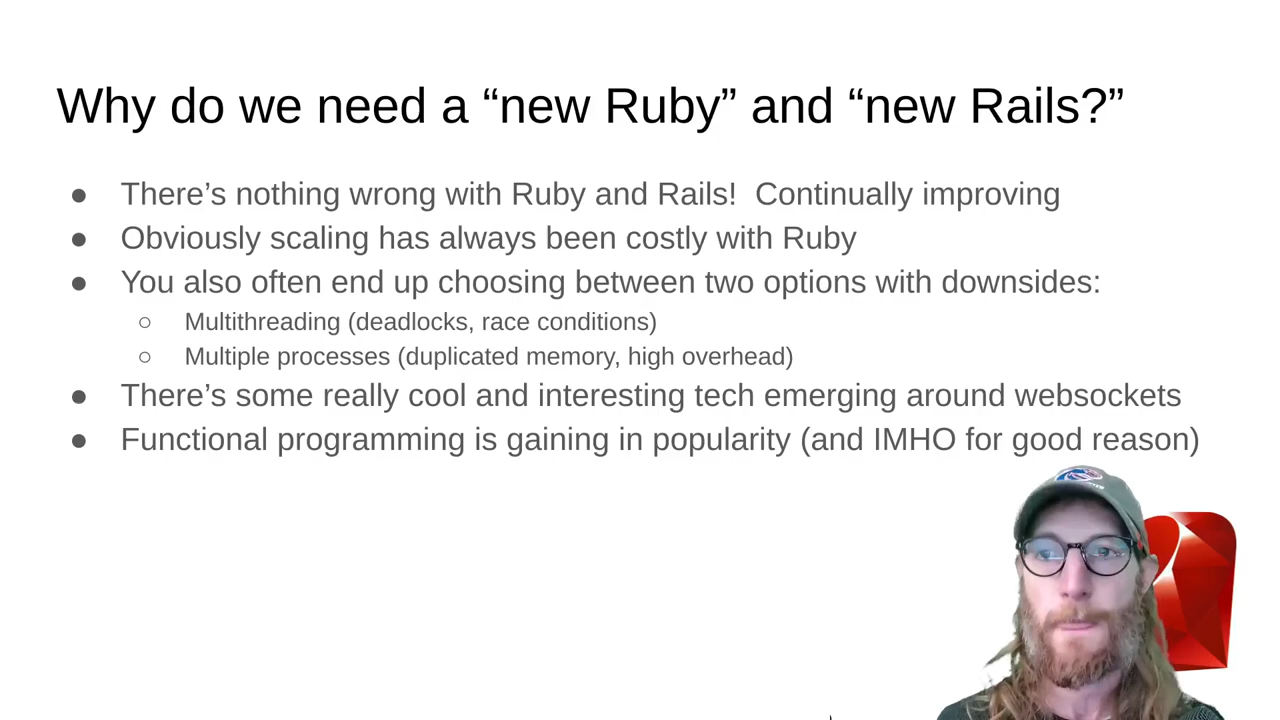 Why do we need a “new Ruby” and “new Rails?”
● There’s nothing wrong with Ruby and Rails!  Continually improving
● Obviously scaling has always been costly with Ruby
● You also often end up choosing between two options with downsides:
○ Multithreading (deadlocks, race conditions)
○ Multiple processes (duplicated memory, high overhead)
● There’s some really cool and interesting tech emerging around websockets
● Functional programming is gaining in popularity (and IMHO for good reason)